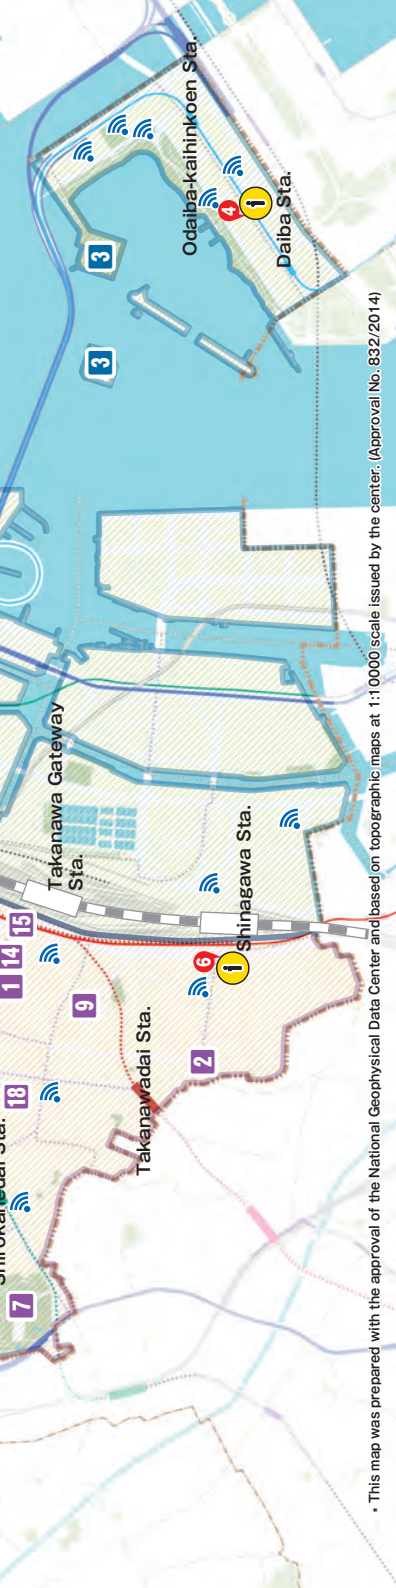 Odaiba-kaihinkoen Sta.
4
Daiba Sta.
3
3
Takanawa Gateway
Sta.
Shinagawa Sta.
6
1
14
15
9
2
18
Takanawadai Sta.
7
* This map was prepared with the approval of the National Geophysical Data Center and based on topographic maps at 1:10000 scale issued by the center. (Approval No. 832/2014)